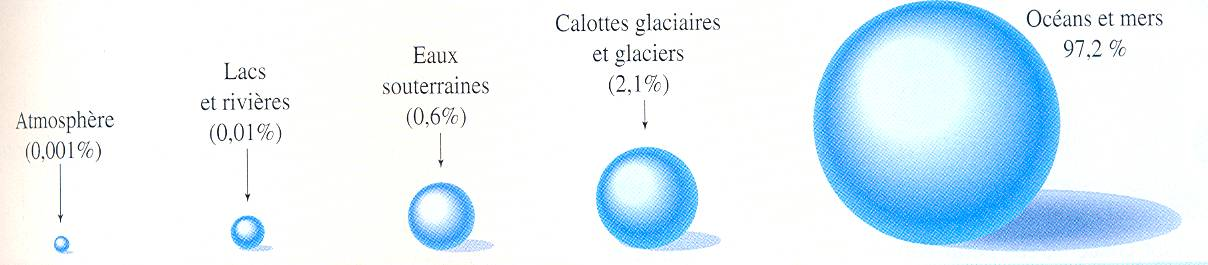 Atmosphère
(0,001%)
Lacs
et rivières
(0,01%)
Eaux
souterraines
(0,6%)
Calottes glaciaires
et glaciers
(2,1%)
Océans et mers
97,2 %